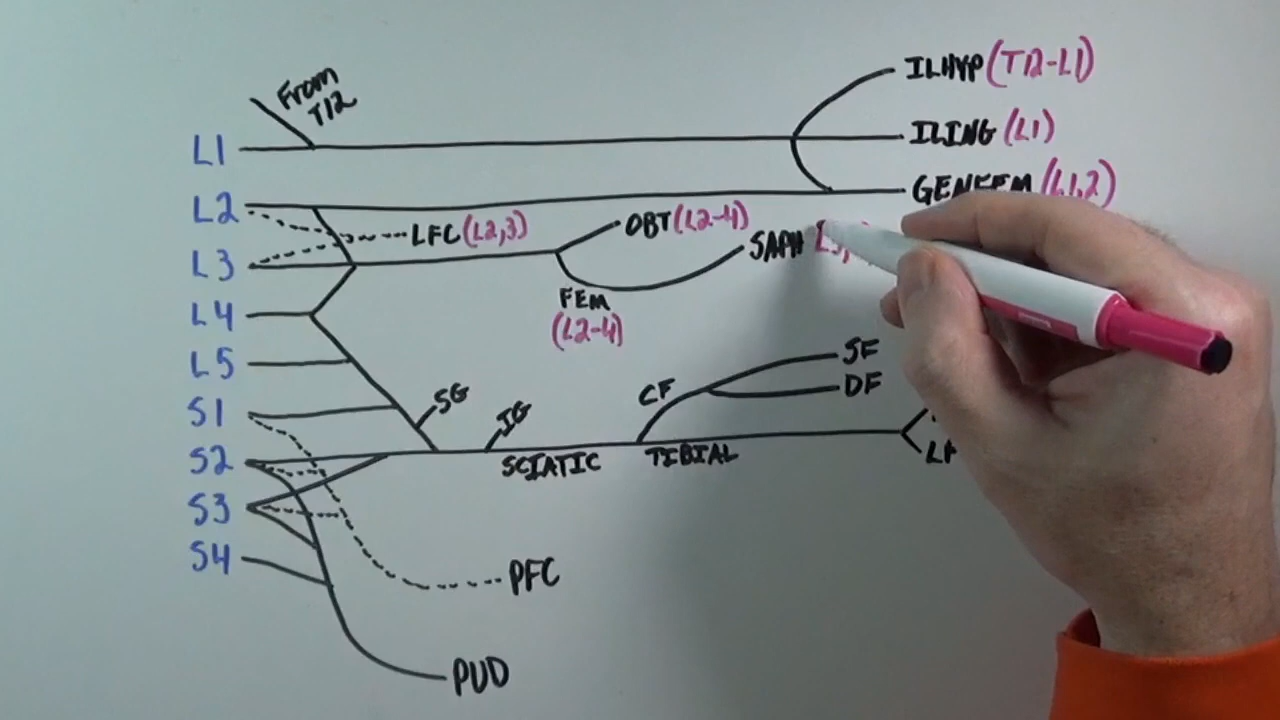 From
T12
ILHYP (T12-L1)
L1
ILING (L1)
L2
GENFEM (L1,2)
LFC (L2,3)
OBT (L2-4)
L3
SAPH
FEM
(L2-4)
L4
L5
SF
CF
DF
S1
SG
IG
S2
SCIATIC
TIBIAL
S3
S4
PFC
PUD